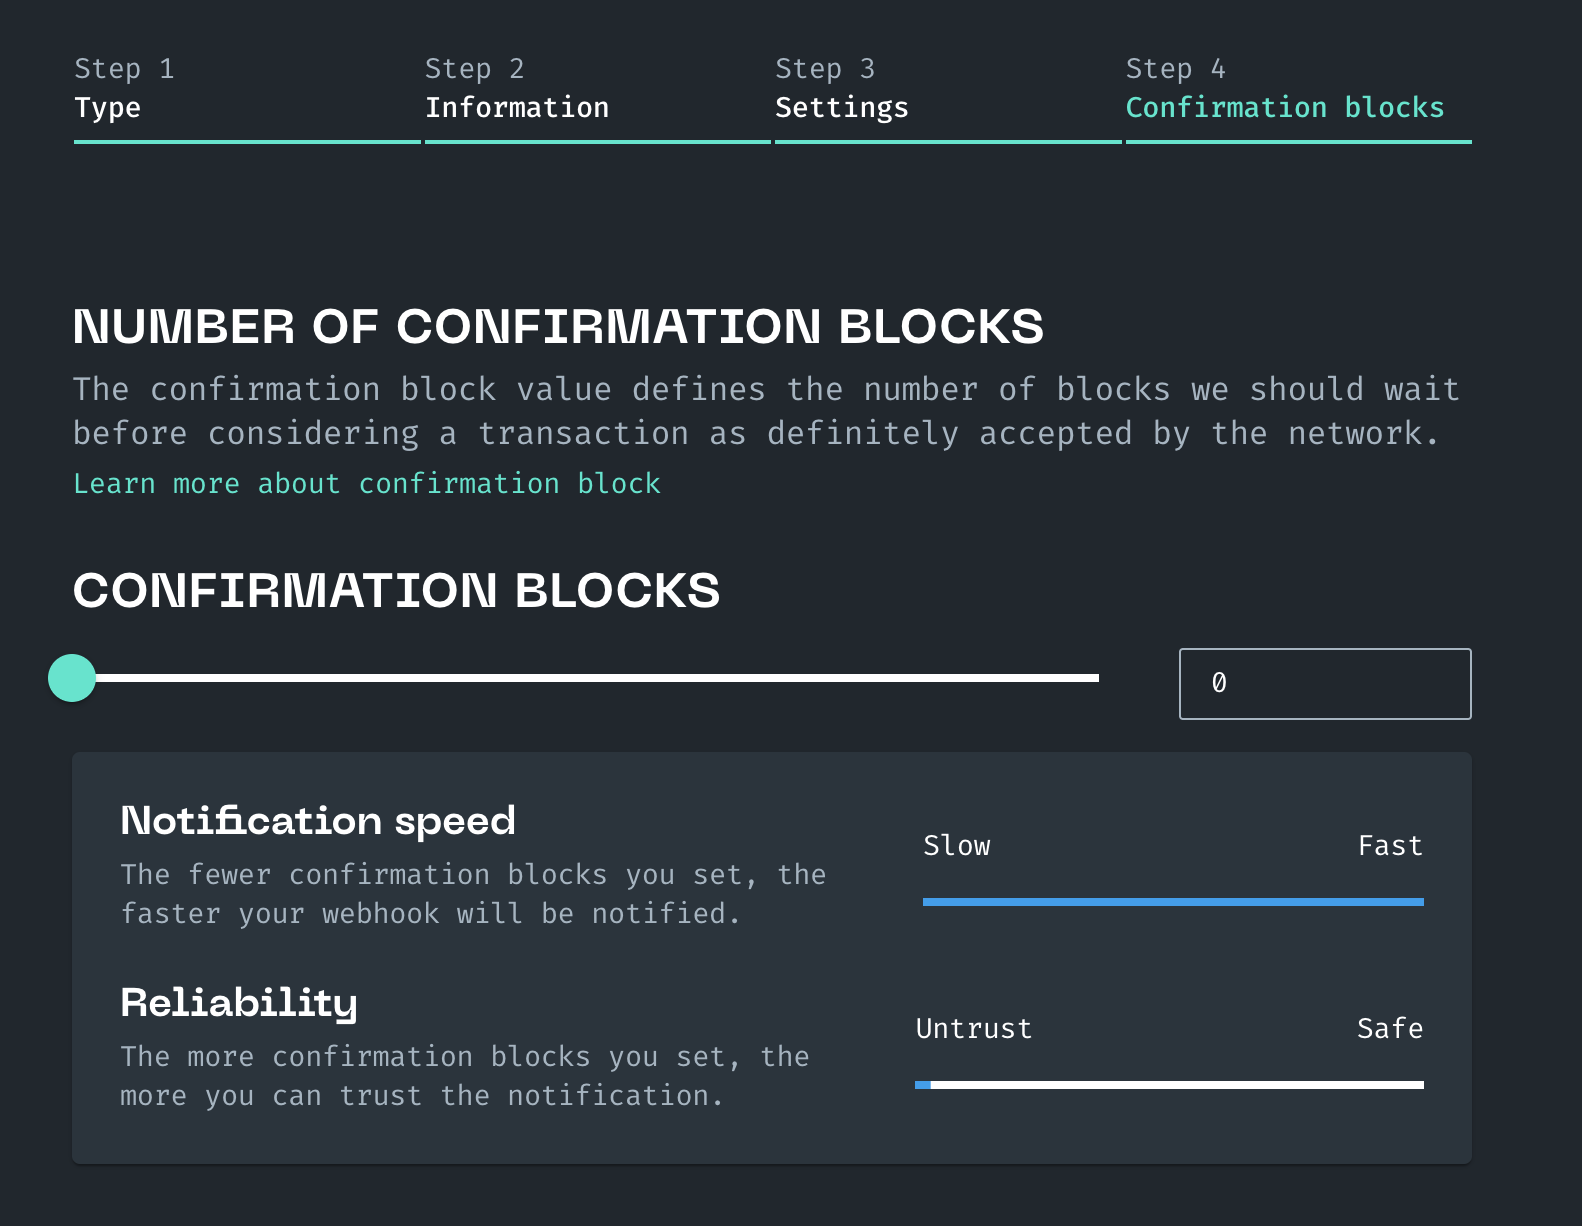 Step 1
Type
Step 2
Information
Step 3
Settings
Step 4
Confirmation blocks
NUMBER OF CONFIRMATION BLOCKS
The confirmation block value defines the number of blocks we should wait
before considering a transaction as definitely accepted by the network.
Learn more about confirmation block
CONFIRMATION BLOCKS
0
Notification speed
The fewer confirmation blocks you set, the
faster your webhook will be notified.
Slow
Fast
Reliability
The more confirmation blocks you set, the
more you can trust the notification.
Untrust
Safe